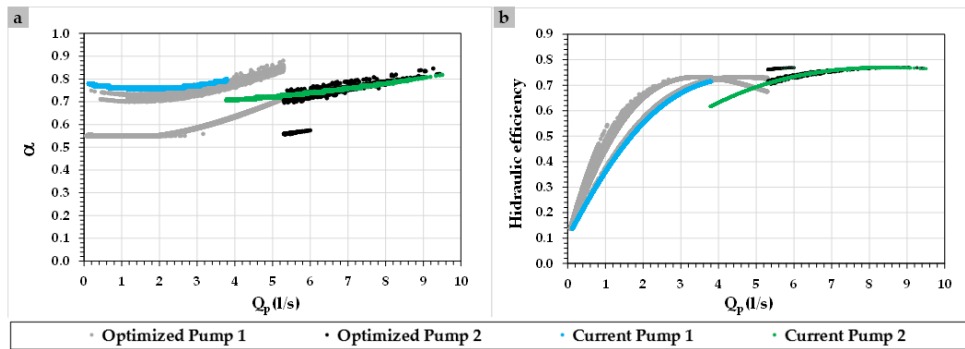 a
1.0
0.9
0.8
0.7
0.6
0.5
0.4
0.3
0.2
0.1
0.0
α
0 1 2 3 4 5 6 7 8 9 10
Qp (l/s)
b
0.9
0.8
0.7
0.6
0.5
0.4
0.3
0.2
0.1
0.0
Hidraulic efficiency
0 1 2 3 4 5 6 7 8 9 10
Qp (l/s)
Optimized Pump 1 Optimized Pump 2 Current Pump 1 Current Pump 2